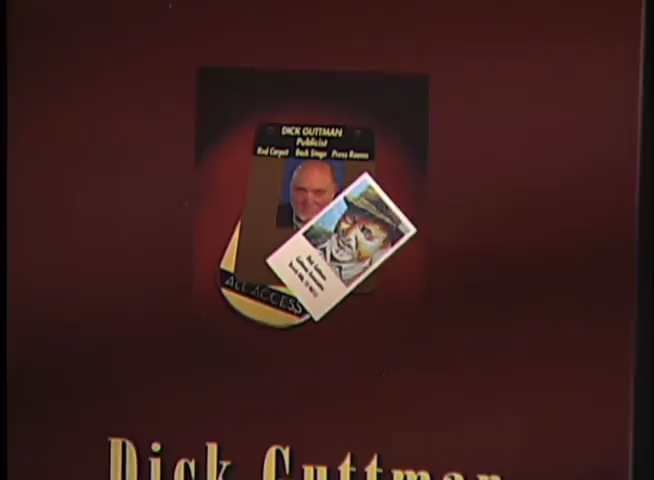 DICK GUTTMAN
Publicist
Red Carpet Back Stage Press Rooms
ALL ACCESS
Dick Guttman